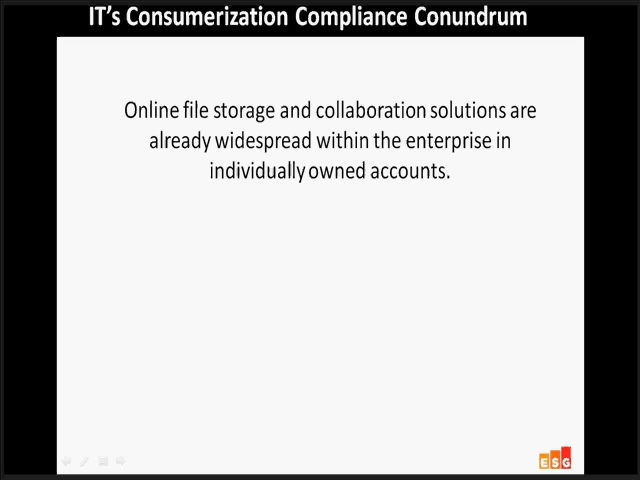 IT's Consumerization Compliance Conundrum
Online file storage and collaboration solutions are
already widespread within the enterprise in
individually owned accounts.
ESG